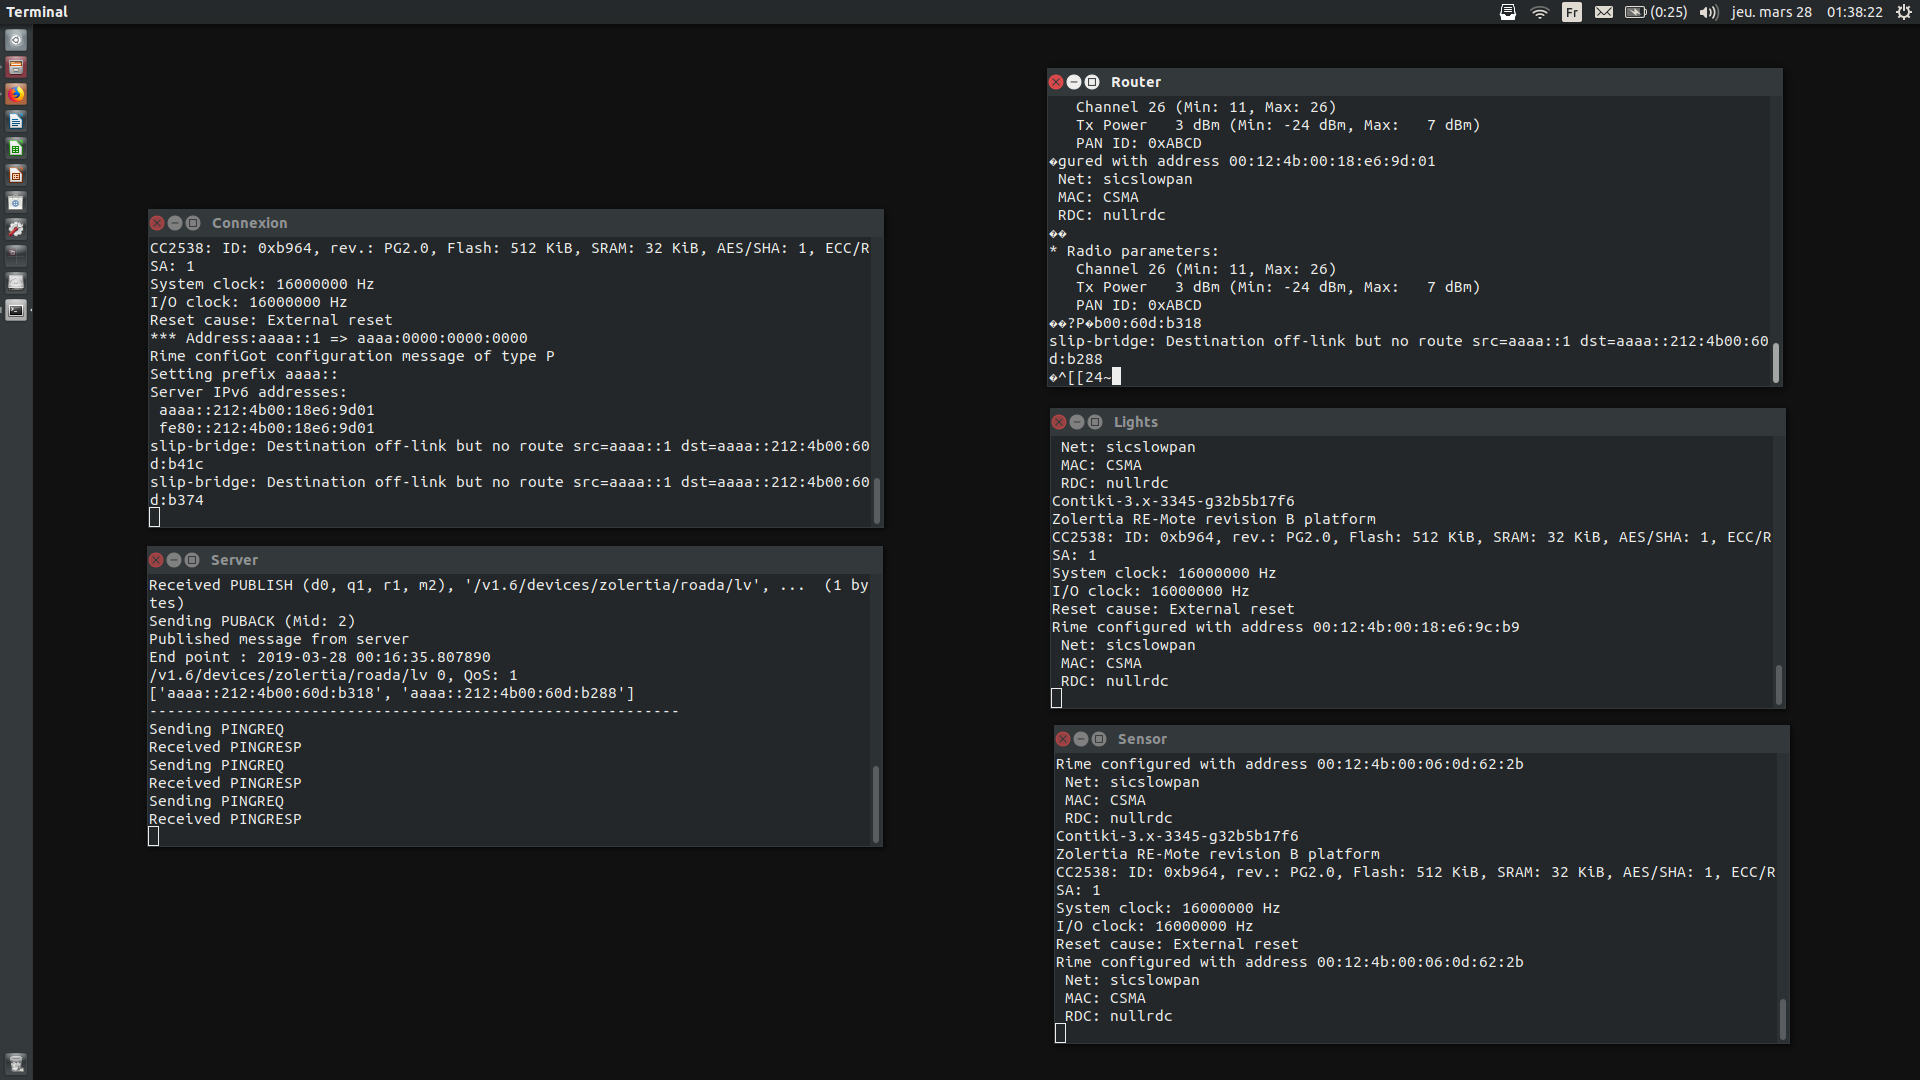 Terminal
Fr
(0:25)
jeu. mars 28
01:38:22
Connexion
CC2538: ID: 0xb964, rev.: PG2.0, Flash: 512 KiB, SRAM: 32 KiB, AES/SHA: 1, ECC/R
SA: 1
System clock: 16000000 Hz
I/O clock: 16000000 Hz
Reset cause: External reset
*** Address:aaaa::1 => aaaa:0000:0000:0000
Rime confiGot configuration message of type P
Setting prefix aaaa::
Server IPv6 addresses:
aaaa::212:4b00:18e6:9d01
fe80::212:4b00:18e6:9d01
slip-bridge: Destination off-link but no route src=aaaa::1 dst=aaaa::212:4b00:60
d:b41c
slip-bridge: Destination off-link but no route src=aaaa::1 dst=aaaa::212:4b00:60
d:b374
Server
Received PUBLISH (d0, q1, r1, m2), '/v1.6/devices/zolertia/roada/lv', ...  (1 by
tes)
Sending PUBACK (Mid: 2)
Published message from server
End point : 2019-03-28 00:16:35.807890
/v1.6/devices/zolertia/roada/lv 0, QoS: 1
['aaaa::212:4b00:60d:b318', 'aaaa::212:4b00:60d:b288']
-----------------------------------------------------------
Sending PINGREQ
Received PINGRESP
Sending PINGREQ
Received PINGRESP
Sending PINGREQ
Received PINGRESP
Router
Channel 26 (Min: 11, Max: 26)
Tx Power   3 dBm (Min: -24 dBm, Max:   7 dBm)
PAN ID: 0xABCD
�gured with address 00:12:4b:00:18:e6:9d:01
Net: sicslowpan
MAC: CSMA
RDC: nullrdc
��
* Radio parameters:
Channel 26 (Min: 11, Max: 26)
Tx Power   3 dBm (Min: -24 dBm, Max:   7 dBm)
PAN ID: 0xABCD
��?P�b00:60d:b318
slip-bridge: Destination off-link but no route src=aaaa::1 dst=aaaa::212:4b00:60
d:b288
�^[[24~
Lights
Net: sicslowpan
MAC: CSMA
RDC: nullrdc
Contiki-3.x-3345-g32b5b17f6
Zolertia RE-Mote revision B platform
CC2538: ID: 0xb964, rev.: PG2.0, Flash: 512 KiB, SRAM: 32 KiB, AES/SHA: 1, ECC/R
SA: 1
System clock: 16000000 Hz
I/O clock: 16000000 Hz
Reset cause: External reset
Rime configured with address 00:12:4b:00:18:e6:9c:b9
Net: sicslowpan
MAC: CSMA
RDC: nullrdc
Sensor
Rime configured with address 00:12:4b:00:06:0d:62:2b
Net: sicslowpan
MAC: CSMA
RDC: nullrdc
Contiki-3.x-3345-g32b5b17f6
Zolertia RE-Mote revision B platform
CC2538: ID: 0xb964, rev.: PG2.0, Flash: 512 KiB, SRAM: 32 KiB, AES/SHA: 1, ECC/R
SA: 1
System clock: 16000000 Hz
I/O clock: 16000000 Hz
Reset cause: External reset
Rime configured with address 00:12:4b:00:06:0d:62:2b
Net: sicslowpan
MAC: CSMA
RDC: nullrdc